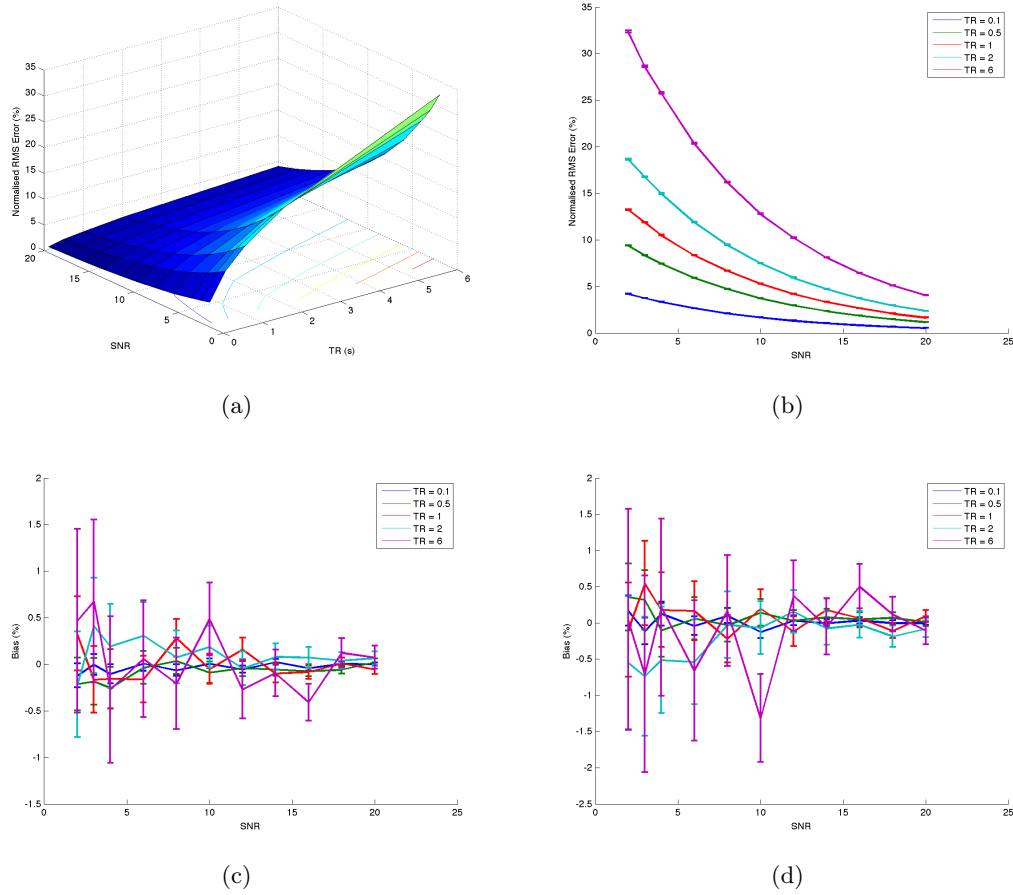 35
30
25
20
15
10
5
0
Normalised RMS Error (%)
20
15
10
5
0
SNR
0
1
2
3
4
5
6
TR (s)
(a)
35
30
25
20
15
10
5
0
Normalised RMS Error (%)
0
5
10
15
20
25
SNR
TR = 0.1
TR = 0.5
TR = 1
TR = 2
TR = 6
(b)
2
1.5
1
0.5
0
-0.5
-1
-1.5
Bias (%)
0
5
10
15
20
25
SNR
TR = 0.1
TR = 0.5
TR = 1
TR = 2
TR = 6
(c)
2
1.5
1
0.5
0
-0.5
-1
-1.5
-2
-2.5
Bias (%)
0
5
10
15
20
25
SNR
TR = 0.1
TR = 0.5
TR = 1
TR = 2
TR = 6
(d)